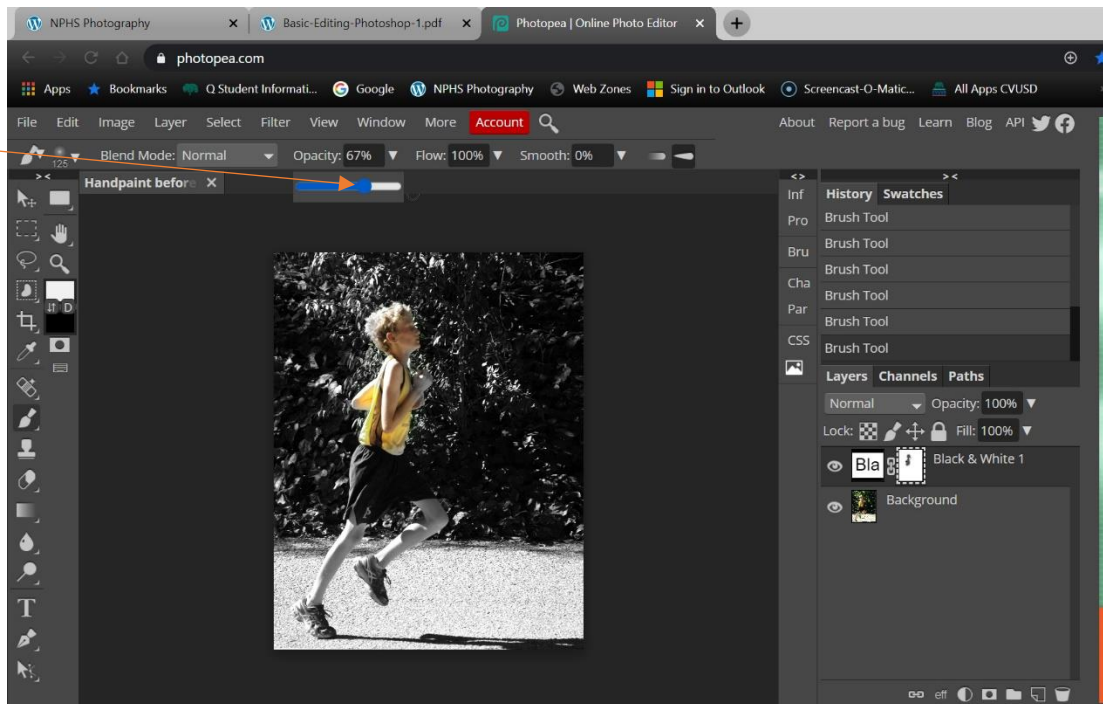 NPHS Photography
Basic-Editing-Photoshop-1.pdf
Photopea | Online Photo Editor
photopea.com
Apps Bookmarks Q Student Informati... Google NPHS Photography Web Zones Sign in to Outlook Screencast-O-Matic... All Apps CVUSD
File Edit Image Layer Select Filter View Window More Account About Report a bug Learn Blog API
125 Blend Mode: Normal Opacity: 67% Flow: 100% Smooth: 0%
Handpaint before
D
T
Inf
Pro
Bru
Cha
Par
CSS
History Swatches
Brush Tool
Brush Tool
Brush Tool
Brush Tool
Brush Tool
Brush Tool
Layers Channels Paths
Normal Opacity: 100%
Lock: Fill: 100%
Bla Black & White 1
Background
eff